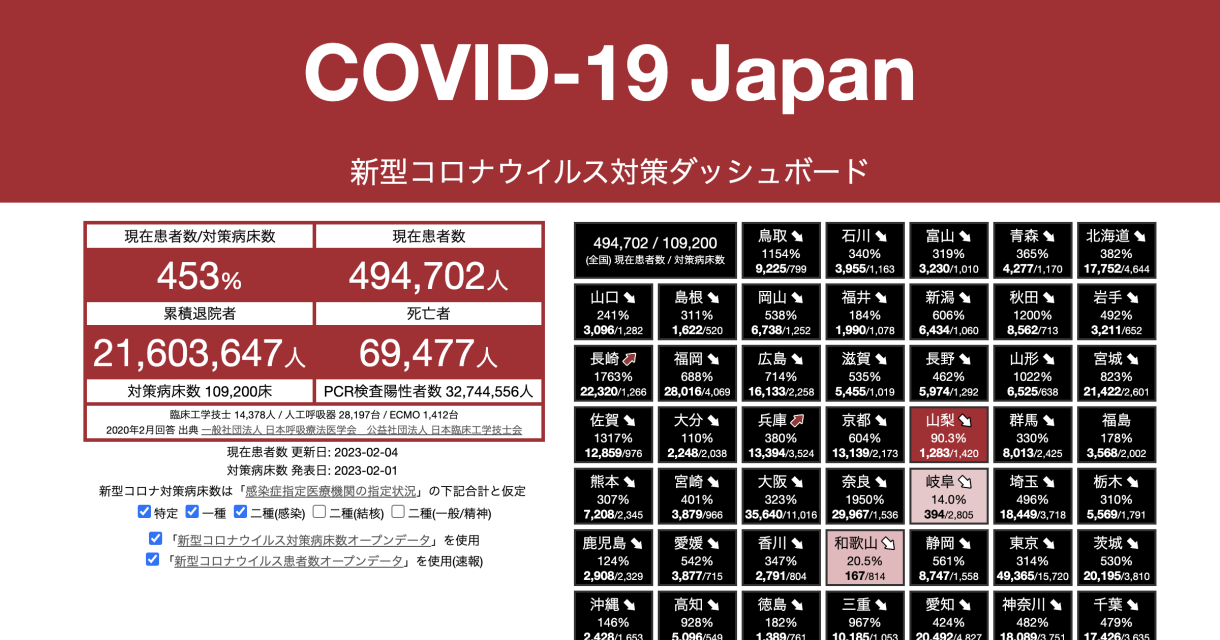 COVID-19 Japan
新型コロナウイルス対策ダッシュボード
現在患者数/対策病床数
現在患者数
453%
494,702人
累積退院者
死亡者
21,603,647人
69,477人
対策病床数 109,200床
PCR検査陽性者数 32,744,556人
臨床工学技士 14,378人 / 人工呼吸器 28,197台 / ECMO 1,412台
2020年2月回答 出典 一般社団法人 日本呼吸療法医学会　公益社団法人 日本臨床工学技士会
現在患者数 更新日: 2023-02-04
対策病床数 発表日: 2023-02-01
新型コロナ対策病床数は「感染症指定医療機関の指定状況」の下記合計と仮定
特定 一種 二種(感染) 二種(結核) 二種(一般/精神)
「新型コロナウイルス対策病床数オープンデータ」を使用
「新型コロナウイルス患者数オープンデータ」を使用(速報)
494,702 / 109,200
(全国) 現在患者数 / 対策病床数
鳥取
1154%
9,225/799
石川
340%
3,955/1,163
富山
319%
3,230/1,010
青森
365%
4,277/1,170
北海道
382%
17,752/4,644
山口
241%
3,096/1,282
島根
311%
1,622/520
岡山
538%
6,738/1,252
福井
184%
1,990/1,078
新潟
606%
6,434/1,060
秋田
1200%
8,562/713
岩手
492%
3,211/652
長崎
1763%
22,320/1,266
福岡
688%
28,016/4,069
広島
714%
16,133/2,258
滋賀
535%
5,455/1,019
長野
462%
5,974/1,292
山形
1022%
6,525/638
宮城
823%
21,422/2,601
佐賀
1317%
12,859/976
大分
110%
2,248/2,038
兵庫
380%
13,394/3,524
京都
604%
13,139/2,173
山梨
90.3%
1,283/1,420
群馬
330%
8,013/2,425
福島
178%
3,568/2,002
熊本
307%
7,208/2,345
宮崎
401%
3,879/966
大阪
323%
35,640/11,016
奈良
1950%
29,967/1,536
岐阜
14.0%
394/2,805
埼玉
496%
18,449/3,718
栃木
310%
5,569/1,791
鹿児島
124%
2,908/2,329
愛媛
542%
3,877/715
香川
347%
2,791/804
和歌山
20.5%
167/814
静岡
561%
8,747/1,558
東京
314%
49,365/15,720
茨城
530%
20,195/3,810
沖縄
146%
2,428/1,653
高知
928%
5,096/549
徳島
182%
1,389/761
三重
967%
10,185/1,053
愛知
424%
20,492/4,827
神奈川
482%
18,089/3,751
千葉
479%
17,426/3,635